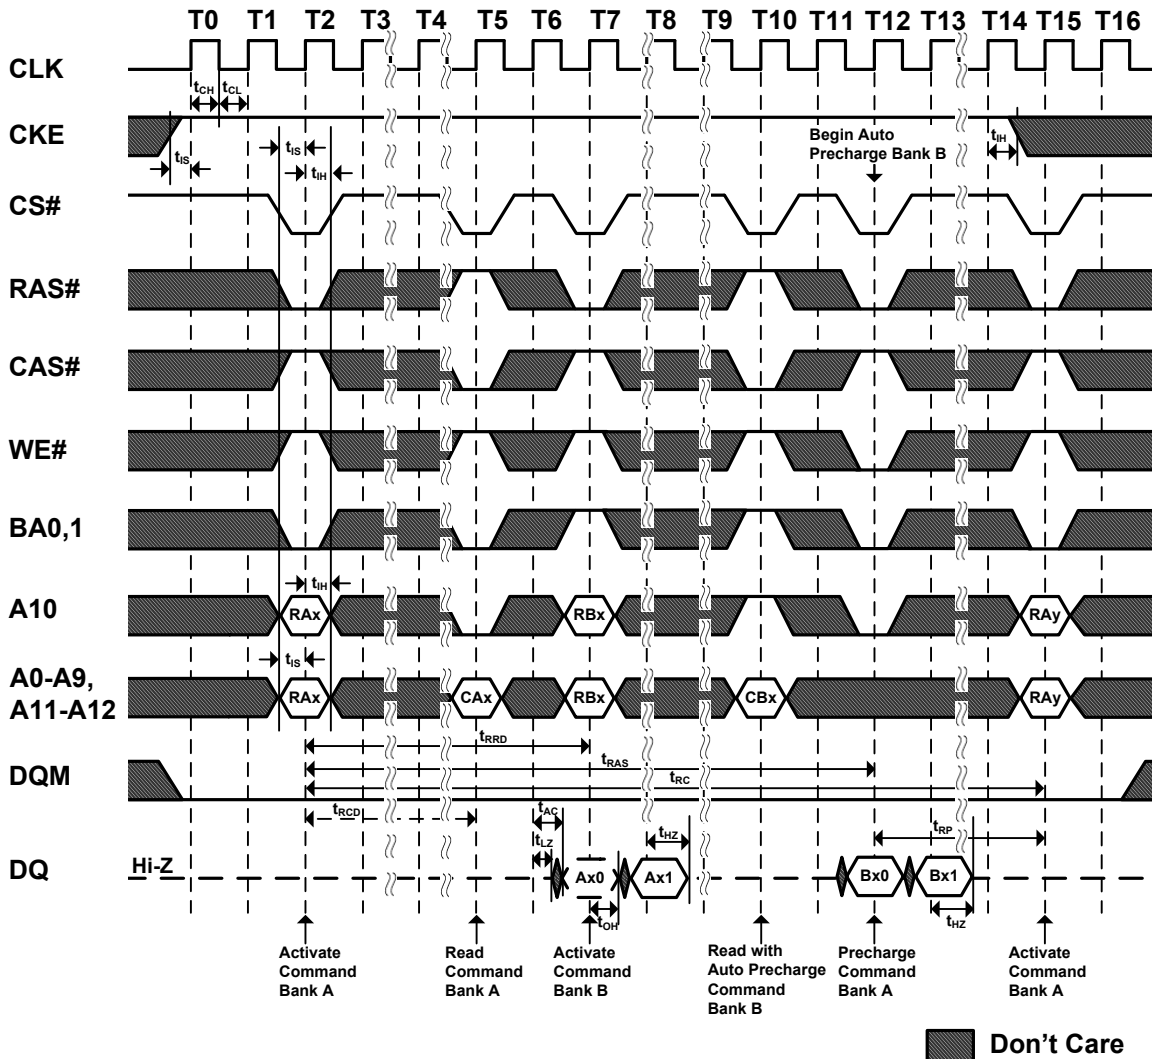 T0 T1 T2 T3 T4 T5 T6 T7 T8 T9 T10 T11 T12 T13 T14 T15 T16
CLK
tCH tCL
CKE
Begin Auto
Precharge Bank B
tIS
tIS
tIH
tIH
CS#
RAS#
CAS#
WE#
BA0,1
tIH
A10
RAx RBx RAy
tIS
A0-A9,
A11-A12
RAx CAx RBx CBx RAy
tRRD
tRAS
DQM
tRC
tRCD
tAC
tLZ
tHZ
tRP
DQ
Hi-Z
Ax0 Ax1 Bx0 Bx1
tOH
tHZ
Activate
Command
Bank A
Read
Command
Bank A
Activate
Command
Bank B
Read with
Auto Precharge
Command
Bank B
Precharge
Command
Bank A
Activate
Command
Bank A
Don't Care